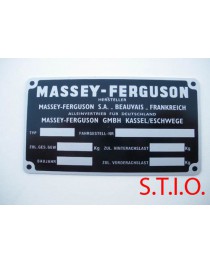 MASSEY-FERGUSON
HERSTELLER
MASSEY-FERGUSON S.A. BEAUVAIS . FRANKREICH
ALLEINVERTRIEB FÜR DEUTSCHLAND
MASSEY-FERGUSON GMBH KASSEL/ESCHWEGE
TYP FAHRGESTELL NR
ZUL. GES. GEW. Kg ZUL. HINTERACHSLAST Kg
BAUJAHR ZUL. VORDERACHSLAST Kg
S.T.I.O.